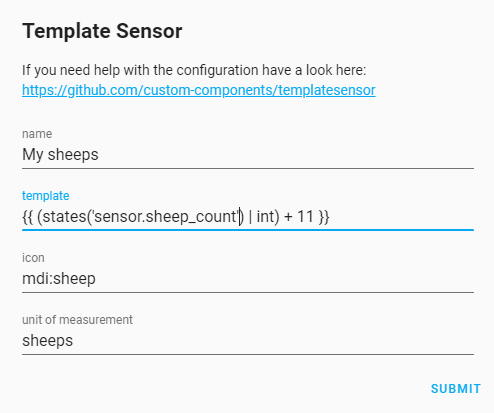 Template Sensor
If you need help with the configuration have a look here:
https://github.com/custom-components/templatesensor
name
My sheeps
template
{{ (states('sensor.sheep_count') | int) + 11 }}
icon
mdi:sheep
unit of measurement
sheeps
SUBMIT